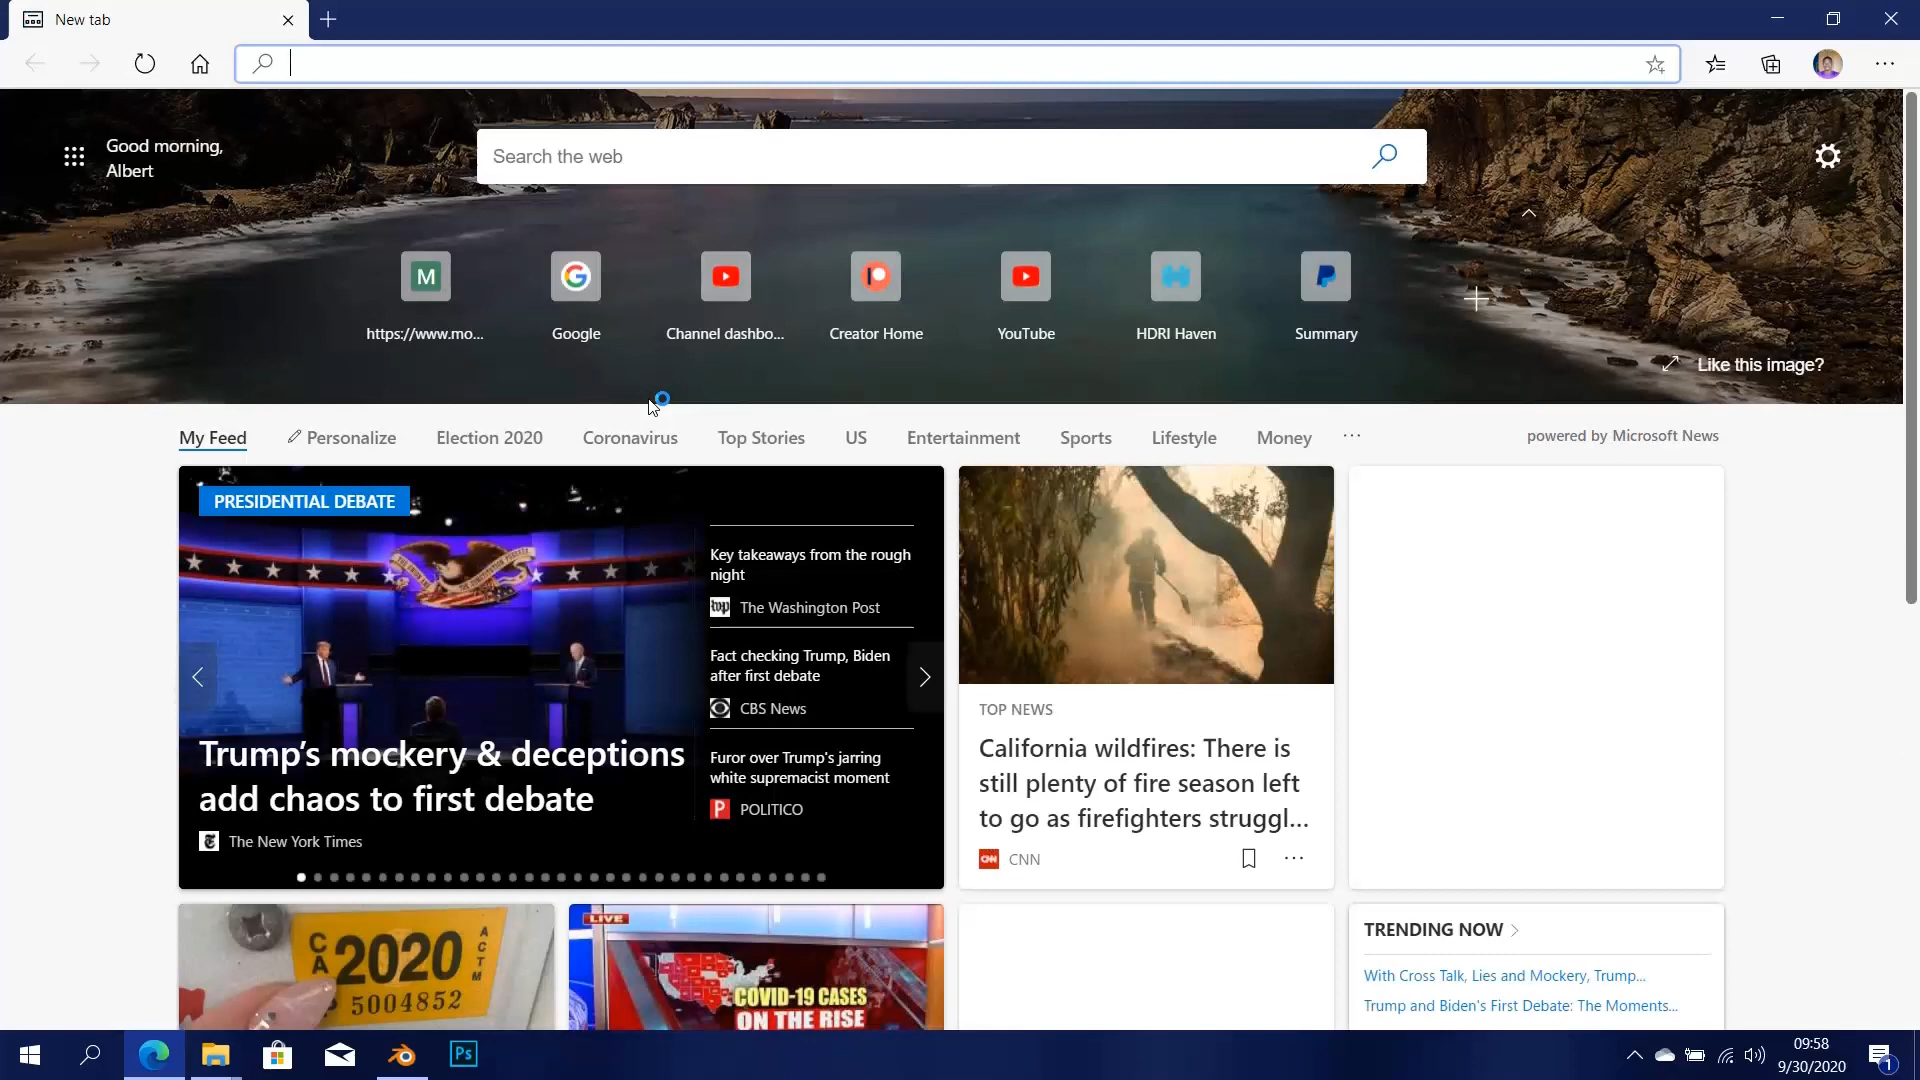 New tab
Good morning,
Albert
Search the web
M
https://www.mo...
Google
Channel dashbo...
Creator Home
YouTube
HDRI Haven
Summary
Like this image?
My Feed
Personalize
Election 2020
Coronavirus
Top Stories
US
Entertainment
Sports
Lifestyle
Money
powered by Microsoft News
PRESIDENTIAL DEBATE
Trump's mockery & deceptions
add chaos to first debate
The New York Times
Key takeaways from the rough
night
wp
The Washington Post
Fact checking Trump, Biden
after first debate
CBS News
Furor over Trump's jarring
white supremacist moment
P
POLITICO
TOP NEWS
California wildfires: There is
still plenty of fire season left
to go as firefighters struggl...
CNN
CNN
CA 2020 ACTM
5004852
LIVE
COVID-19 CASES
ON THE RISE
TRENDING NOW
With Cross Talk, Lies and Mockery, Trump...
Trump and Biden's First Debate: The Moments...
Ps
09:58
9/30/2020
1